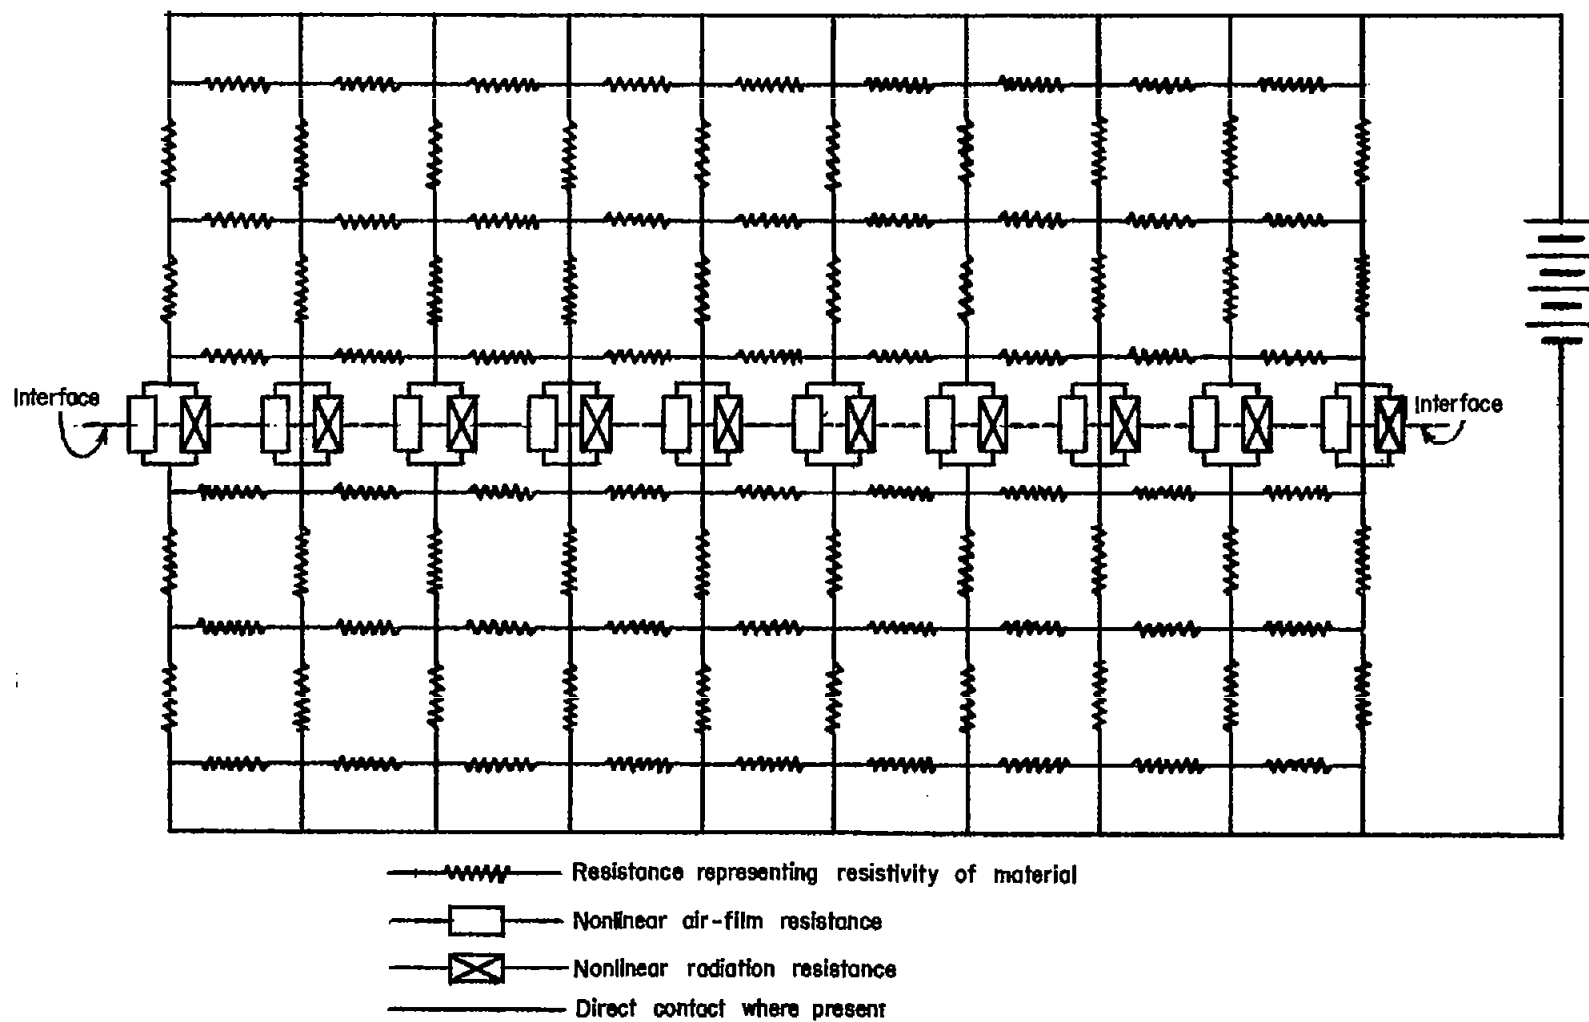 Interface
Interface
Resistance representing resistivity of material
Nonlinear air-film resistance
Nonlinear radiation resistance
Direct contact where present